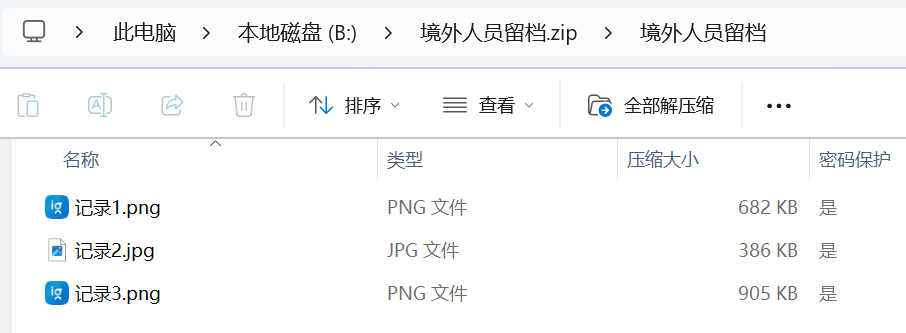 此电脑 > 本地磁盘 (B:) > 境外人员留档.zip > 境外人员留档
排序 查看 全部解压缩
名称 类型 压缩大小 密码保护
记录1.png PNG 文件 682 KB 是
记录2.jpg JPG 文件 386 KB 是
记录3.png PNG 文件 905 KB 是